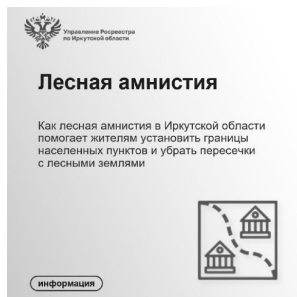 Управление Росреестра
по Иркутской области
Лесная амнистия
Как лесная амнистия в Иркутской области
помогает жителям установить границы
населенных пунктов и убрать пересечки
с лесными землями
информация